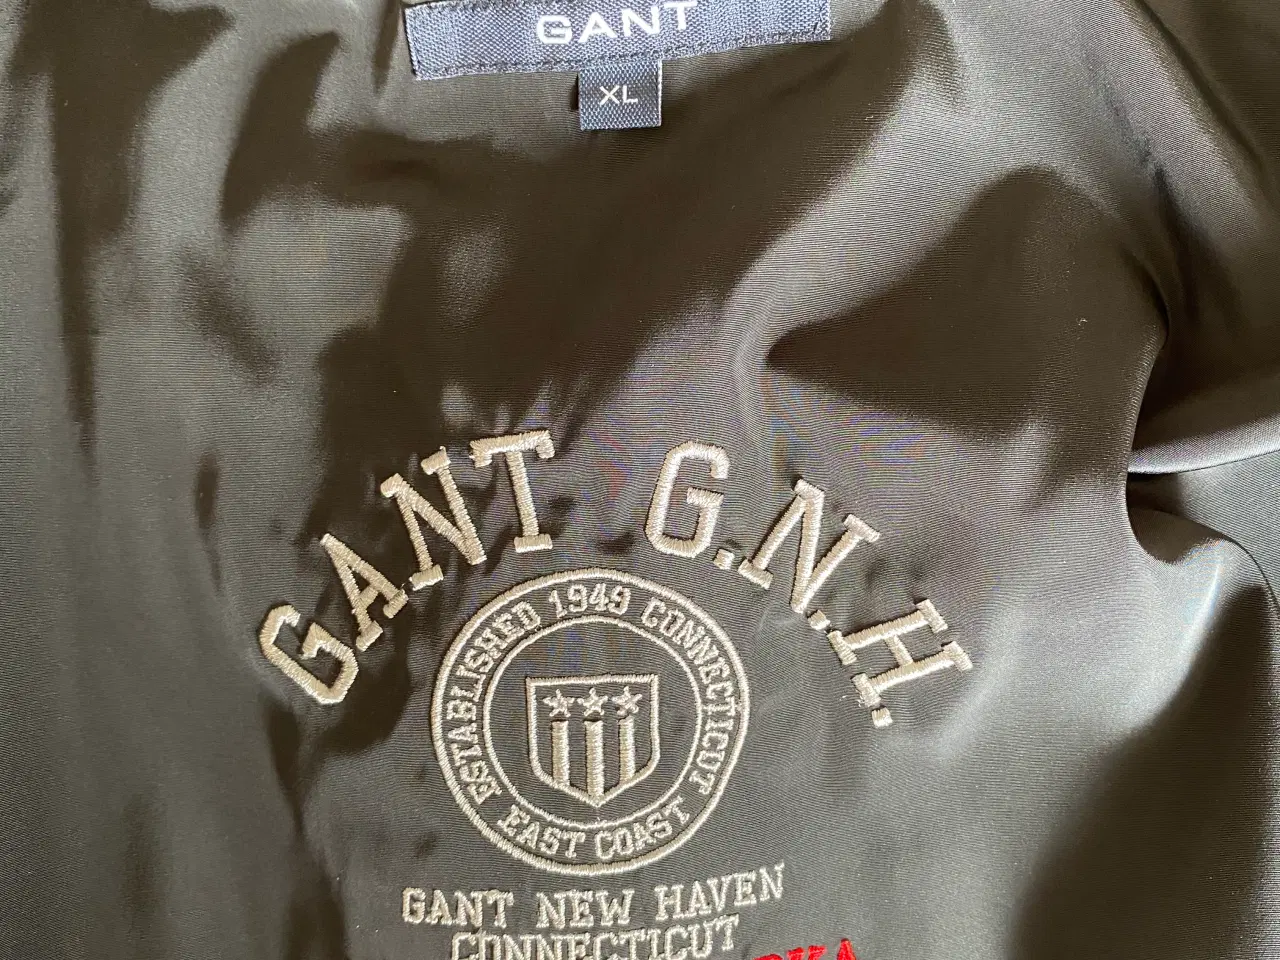 GANT
XL
GANT G.N.H.
ESTABLISHED 1949 CONNECTICUT
EAST COAST
GANT NEW HAVEN
CONNECTICUT